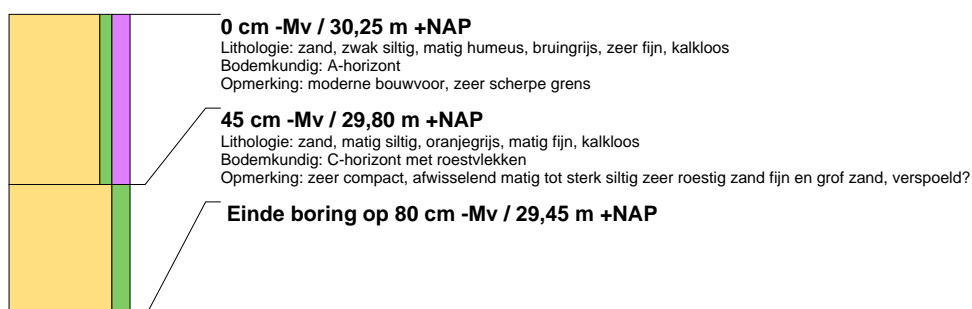 0 cm -Mv / 30,25 m +NAP
Lithologie: zand, zwak siltig, matig humeus, bruingrijs, zeer fijn, kalkloos
Bodemkundig: A-horizont
Opmerking: moderne bouwvoor, zeer scherpe grens
45 cm -Mv / 29,80 m +NAP
Lithologie: zand, matig siltig, oranjegrijs, matig fijn, kalkloos
Bodemkundig: C-horizont met roestvlekken
Opmerking: zeer compact, afwisselend matig tot sterk siltig zeer roestig zand fijn en grof zand, verspoeld?
Einde boring op 80 cm -Mv / 29,45 m +NAP